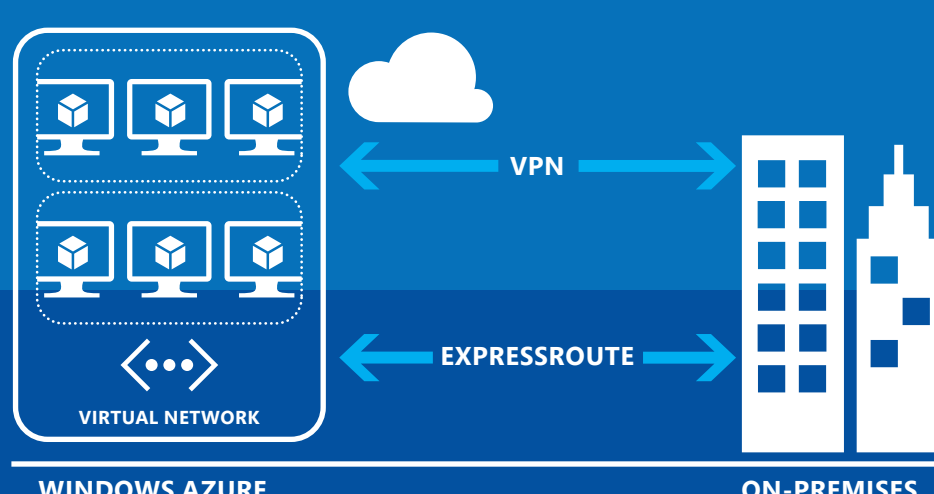 VPN
EXPRESSROUTE
VIRTUAL NETWORK
WINDOWS AZURE
ON-PREMISES